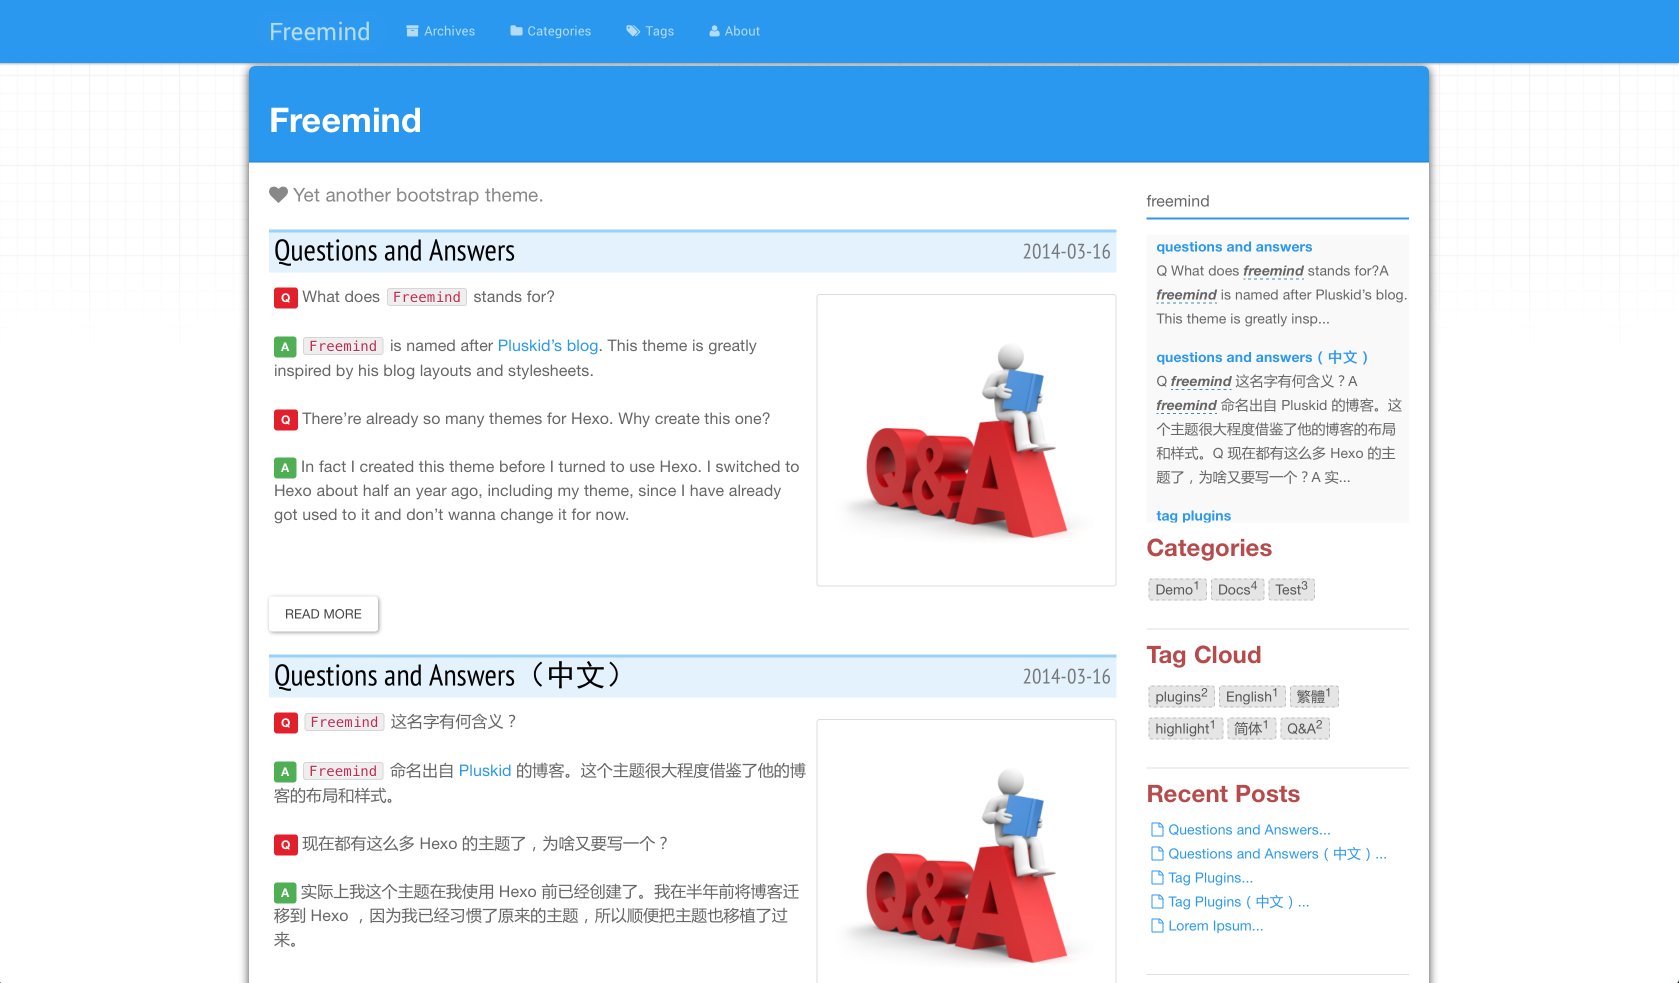 Freemind
Archives
Categories
Tags
About
Freemind
Yet another bootstrap theme.
Questions and Answers
2014-03-16
Q What does Freemind stands for?
A Freemind is named after Pluskid’s blog. This theme is greatly
inspired by his blog layouts and stylesheets.
Q There’re already so many themes for Hexo. Why create this one?
A In fact I created this theme before I turned to use Hexo. I switched to
Hexo about half an year ago, including my theme, since I have already
got used to it and don’t wanna change it for now.
Q&A
READ MORE
Questions and Answers（中文）
2014-03-16
Q Freemind 这名字有何含义？
A Freemind 命名出自 Pluskid 的博客。这个主题很大程度借鉴了他的博
客的布局和样式。
Q 现在都有这么多 Hexo 的主题了，为啥又要写一个？
A 实际上我这个主题在我使用 Hexo 前已经创建了。我在半年前将博客迁
移到 Hexo ，因为我已经习惯了原来的主题，所以顺便把主题也移植了过
来。
Q&A
freemind
questions and answers
Q What does freemind stands for?A
freemind is named after Pluskid’s blog.
This theme is greatly insp...
questions and answers（中文）
Q freemind 这名字有何含义？A
freemind 命名出自 Pluskid 的博客。这
个主题很大程度借鉴了他的博客的布局
和样式。Q 现在都有这么多 Hexo 的主
题了，为啥又要写一个？A 实...
tag plugins
Categories
Demo1 Docs4 Test3
Tag Cloud
plugins2 English1 繁體1
highlight1 简体1 Q&A2
Recent Posts
Questions and Answers...
Questions and Answers（中文）...
Tag Plugins...
Tag Plugins（中文）...
Lorem Ipsum...